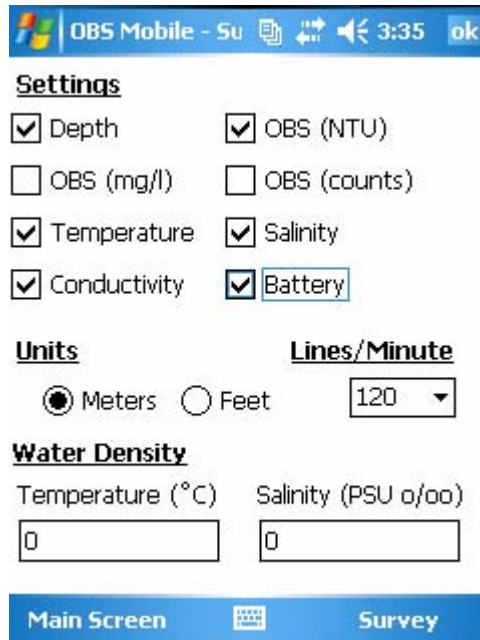 OBS Mobile - Su 3:35 ok
Settings
Depth OBS (NTU)
OBS (mg/l) OBS (counts)
Temperature Salinity
Conductivity Battery
Units Lines/Minute
Meters Feet 120
Water Density
Temperature (°C) Salinity (PSU o/oo)
0 0
Main Screen Survey